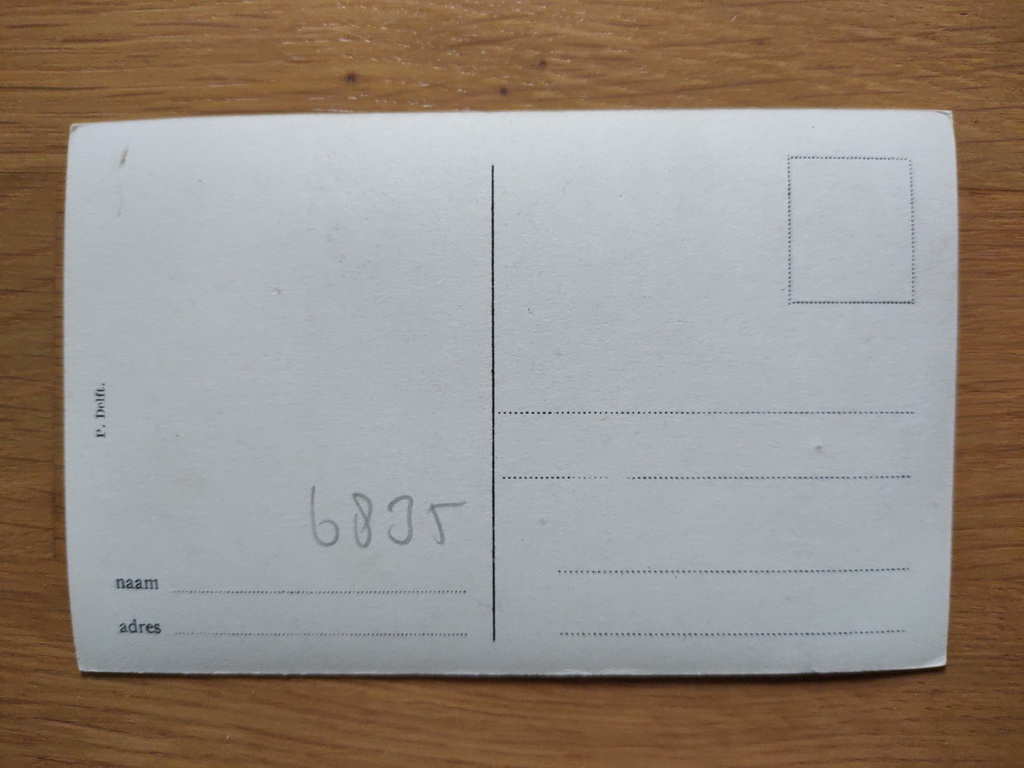 P. Delft.
6835
naam
adres